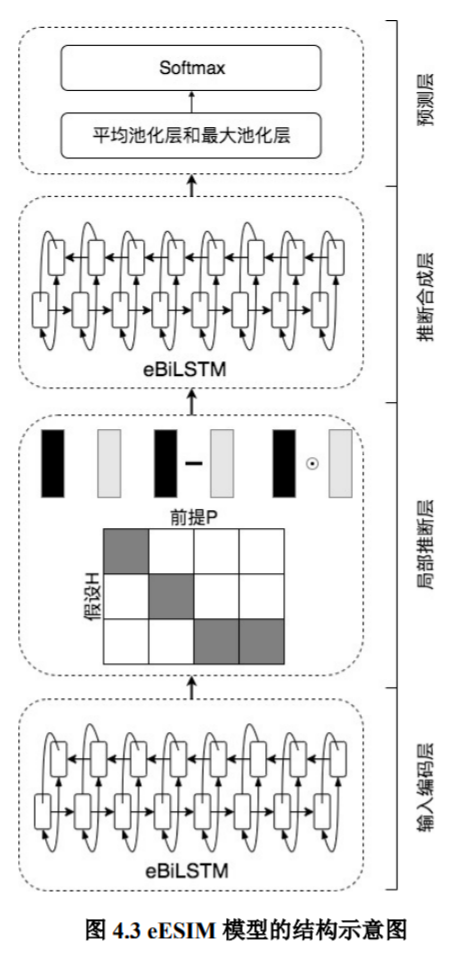 Softmax
平均池化层和最大池化层
预测层
eBiLSTM
推断合成层
前提P
假设H
局部推断层
eBiLSTM
输入编码层
图 4.3 eESIM 模型的结构示意图